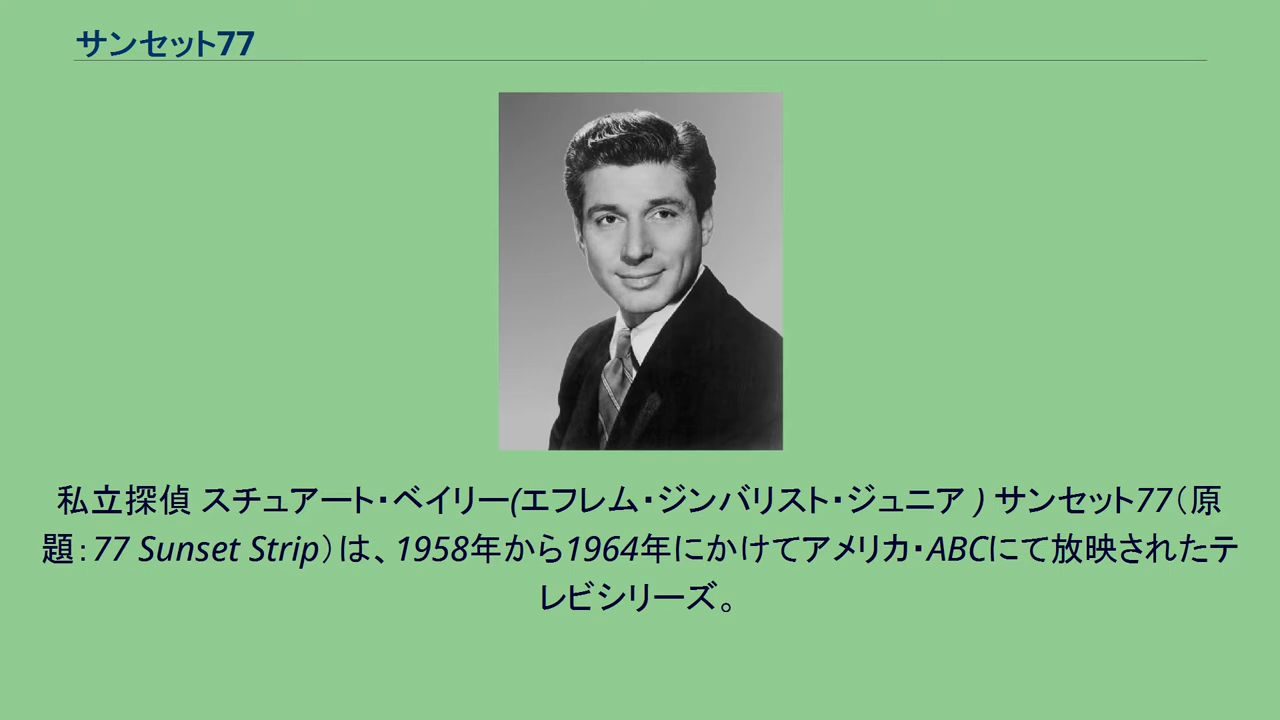 サンセット77
私立探偵 スチュアート・ベイリー(エフレム・ジンバリスト・ジュニア ) サンセット77（原
題：77 Sunset Strip）は、1958年から1964年にかけてアメリカ・ABCにて放映されたテ
レビシリーズ。